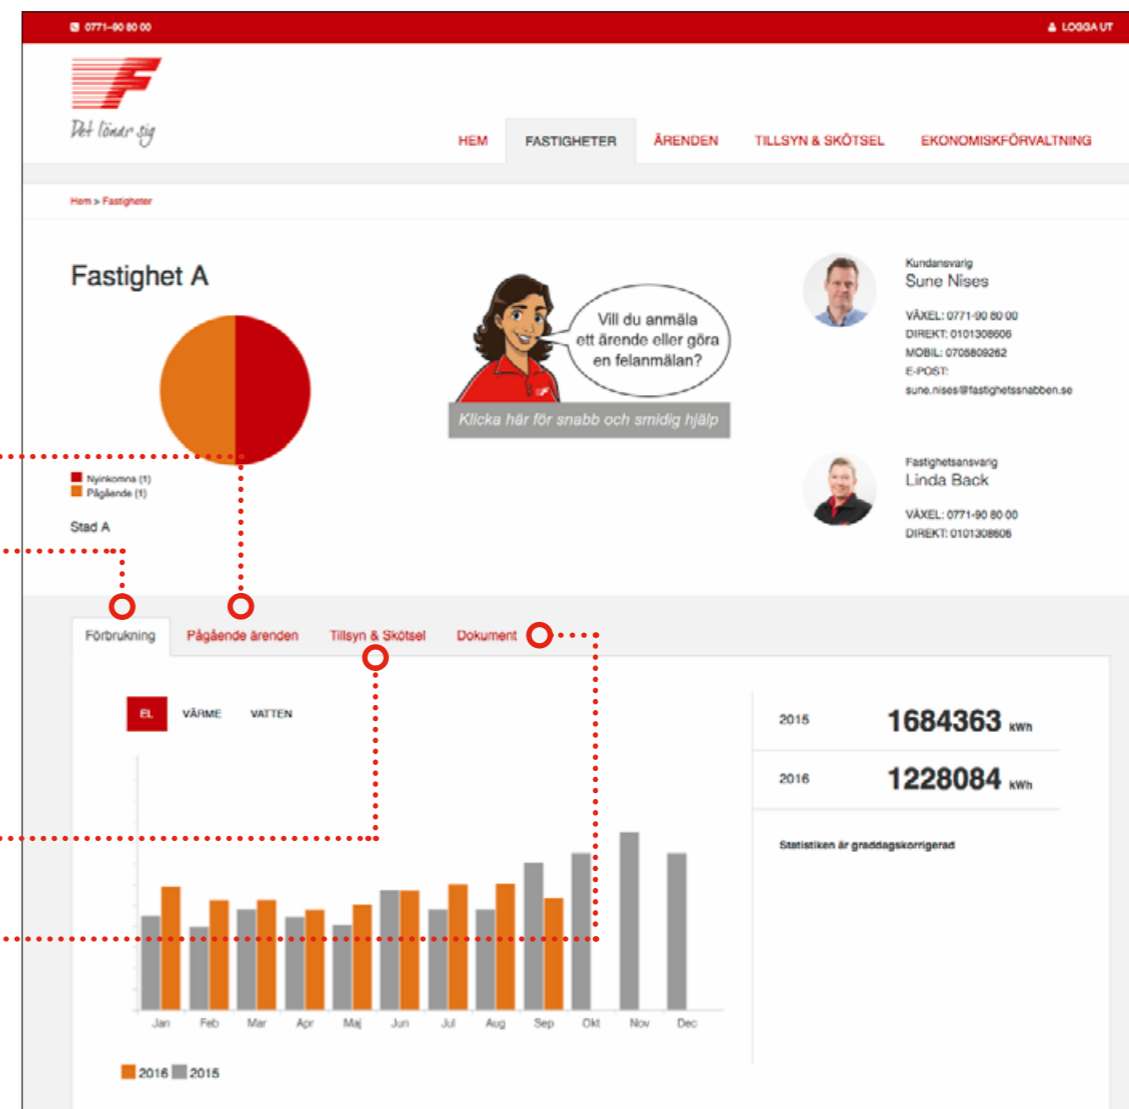 0771-90 80 00
LOGGA UT
F
Det lönar sig
HEM
FASTIGHETER
ÄRENDEN
TILLSYN & SKÖTSEL
EKONOMISKFÖRVALTNING
Hem > Fastigheter
Fastighet A
Nyinkomna (1)
Pågående (1)
Stad A
Vill du anmäla
ett ärende eller göra
en felanmälan?
Klicka här för snabb och smidig hjälp
Kundansvarig
Sune Nises
VÄXEL: 0771-90 80 00
DIREKT: 0101308606
MOBIL: 0705809262
E-POST:
sune.nises@fastighetssnabben.se
Fastighetsansvarig
Linda Back
VÄXEL: 0771-90 80 00
DIREKT: 0101308606
Förbrukning
Pågående ärenden
Tillsyn & Skötsel
Dokument
EL
VÄRME
VATTEN
Jan Feb Mar Apr Maj Jun Jul Aug Sep Okt Nov Dec
2016 2015
2015 1684363 kWh
2016 1228084 kWh
Statistiken är graddagskorrigerad